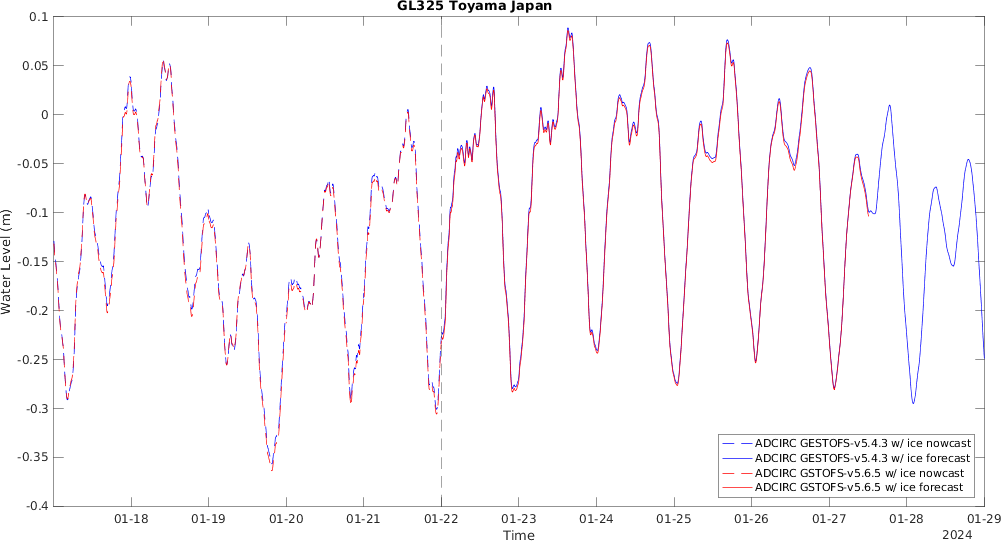 GL325 Toyama Japan
0.1
0.05
0
-0.05
-0.1
-0.15
-0.2
-0.25
-0.3
-0.35
-0.4
Water Level (m)
ADCIRC GESTOFS-v5.4.3 w/ ice nowcast
ADCIRC GESTOFS-v5.4.3 w/ ice forecast
ADCIRC GSTOFS-v5.6.5 w/ ice nowcast
ADCIRC GSTOFS-v5.6.5 w/ ice forecast
01-18 01-19 01-20 01-21 01-22 01-23 01-24 01-25 01-26 01-27 01-28 01-29
Time
2024